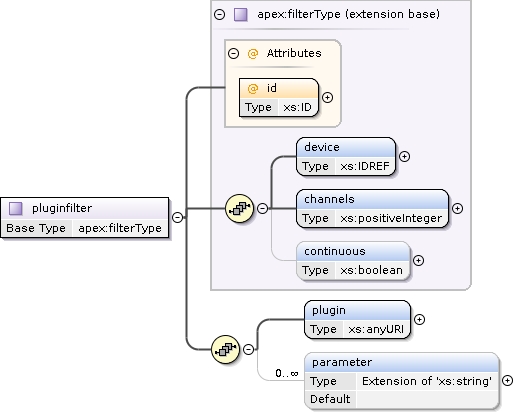 apex:filterType (extension base)
@ Attributes
@ id
Type xs:ID
device
Type xs:IDREF
channels
Type xs:positiveInteger
pluginfilter
Base Type apex:filterType
continuous
Type xs:boolean
plugin
Type xs:anyURI
parameter
0..∞
Type Extension of 'xs:string'
Default